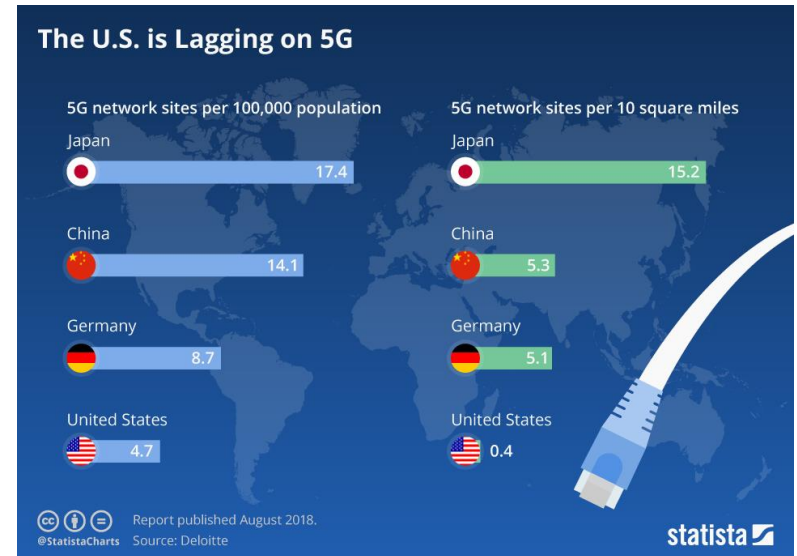 The U.S. is Lagging on 5G
5G network sites per 100,000 population
Japan
17.4
China
14.1
Germany
8.7
United States
4.7
5G network sites per 10 square miles
Japan
15.2
China
5.3
Germany
5.1
United States
0.4
cc
@StatistaCharts
Report published August 2018.
Source: Deloitte
statista